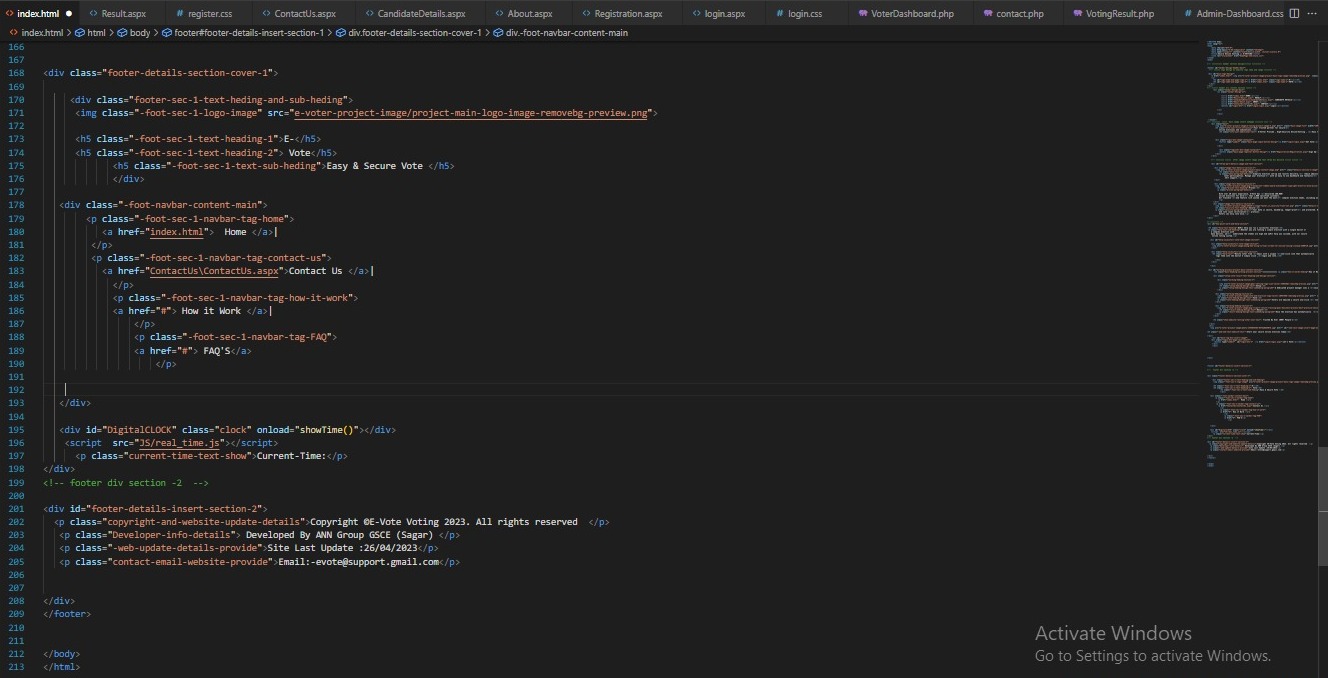 index.html ● Result.aspx register.css ContactUs.aspx CandidateDetails.aspx About.aspx Registration.aspx login.aspx login.css VoterDashboard.php contact.php VotingResult.php Admin-Dashboard.css
index.html > html > body > footer#footer-details-insert-section-1 > div.footer-details-section-cover-1 > div.-foot-navbar-content-main
166
167
168 <div class="footer-details-section-cover-1">
169
170 <div class="footer-sec-1-text-heding-and-sub-heding">
171 <img class="-foot-sec-1-logo-image" src="e-voter-project-image/project-main-logo-image-removebg-preview.png">
172
173 <h5 class="-foot-sec-1-text-heading-1">E-</h5>
174 <h5 class="-foot-sec-1-text-heading-2"> Vote</h5>
175 <h5 class="-foot-sec-1-text-sub-heding">Easy & Secure Vote </h5>
176 </div>
177
178 <div class="-foot-navbar-content-main">
179 <p class="-foot-sec-1-navbar-tag-home">
180 <a href="index.html">  Home </a>|
181 </p>
182 <p class="-foot-sec-1-navbar-tag-contact-us">
183 <a href="ContactUs\ContactUs.aspx">Contact Us </a>|
184 </p>
185 <p class="-foot-sec-1-navbar-tag-how-it-work">
186 <a href="#"> How it Work </a>|
187 </p>
188 <p class="-foot-sec-1-navbar-tag-FAQ">
189 <a href="#"> FAQ'S</a>
190 </p>
191
192
193 </div>
194
195 <div id="DigitalCLOCK" class="clock" onload="showTime()"></div>
196 <script  src="JS/real_time.js"></script>
197 <p class="current-time-text-show">Current-Time:</p>
198 </div>
199 <!-- footer div section -2  -->
200
201 <div id="footer-details-insert-section-2">
202 <p class="copyright-and-website-update-details">Copyright ©E-Vote Voting 2023. All rights reserved  </p>
203 <p class="Developer-info-details"> Developed By ANN Group GSCE (Sagar) </p>
204 <p class="-web-update-details-provide">Site Last Update :26/04/2023</p>
205 <p class="contact-email-website-provide">Email:-evote@support.gmail.com</p>
206
207
208 </div>
209 </footer>
210
211
212 </body>
213 </html>
Activate Windows
Go to Settings to activate Windows.